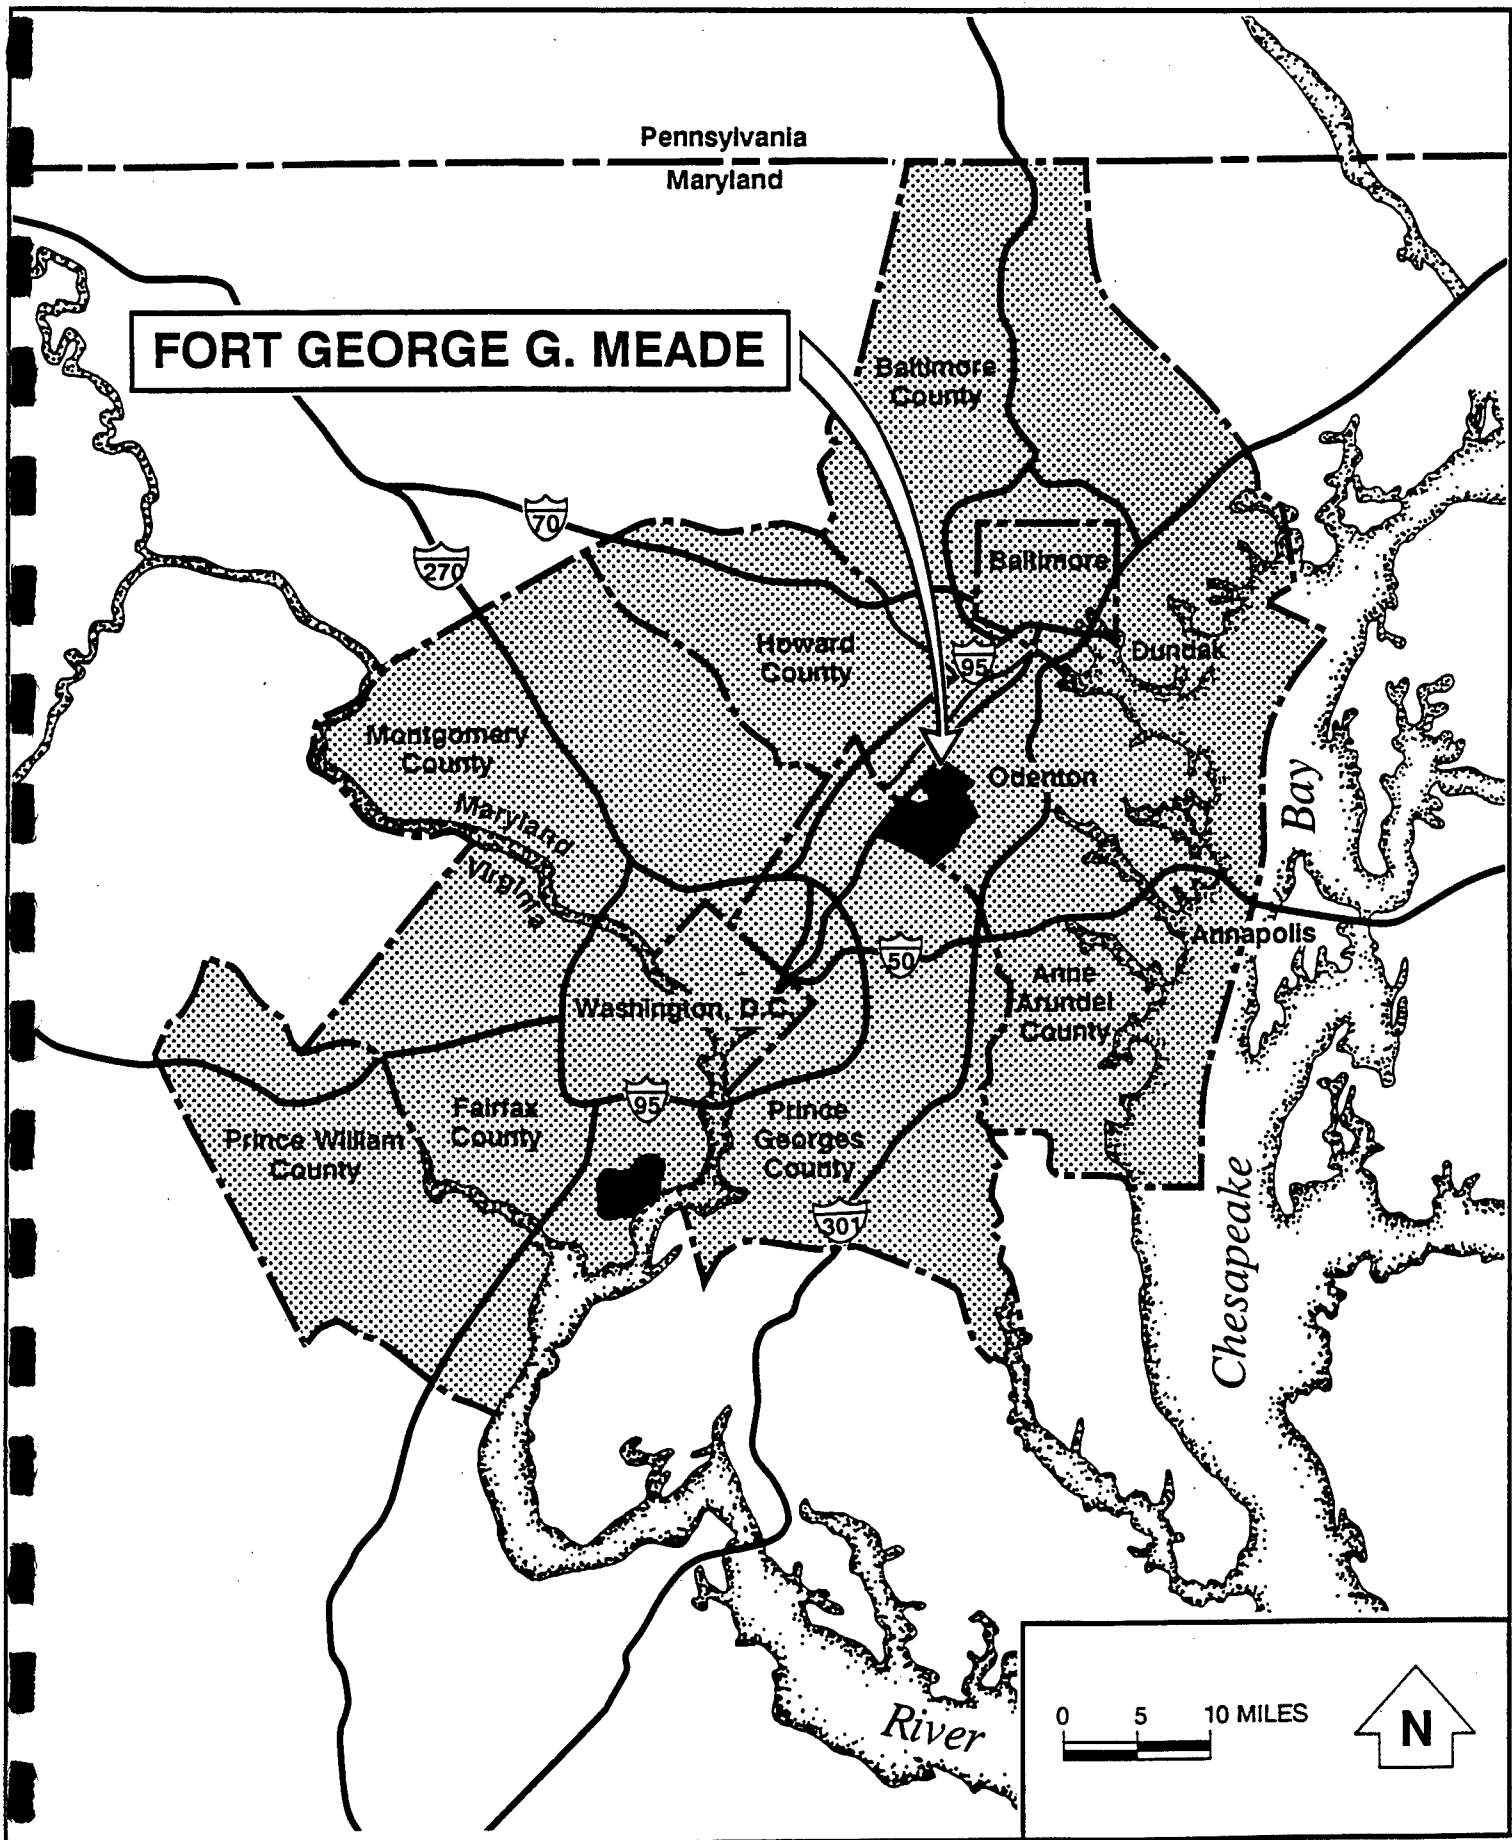 Pennsylvania
Maryland
FORT GEORGE G. MEADE
Baltimore
County
70
270
Baltimore
Howard
County
95
Dundalk
Montgomery
County
Odenton
Maryland
Virginia
Bay
50
Annapolis
Anne
Arundel
County
Washington, D.C.
95
Fairfax
County
Prince
Georges
County
Prince William
County
301
Chesapeake
River
0 5 10 MILES
N